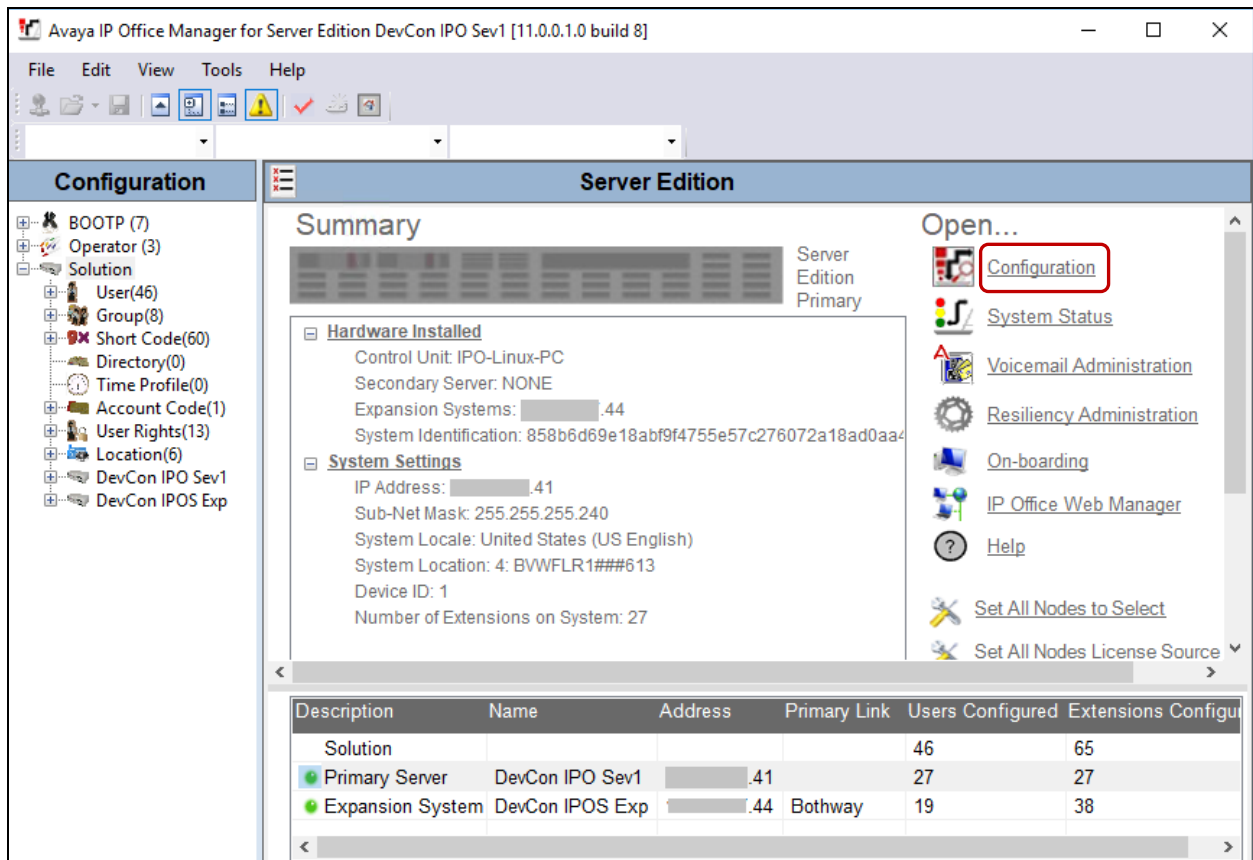 Avaya IP Office Manager for Server Edition DevCon IPO Sev1 [11.0.0.1.0 build 8]
File Edit View Tools Help
Configuration
BOOTP (7)
Operator (3)
Solution
User(46)
Group(8)
Short Code(60)
Directory(0)
Time Profile(0)
Account Code(1)
User Rights(13)
Location(6)
DevCon IPO Sev1
DevCon IPOS Exp
Server Edition
Summary
Server
Edition
Primary
Hardware Installed
Control Unit: IPO-Linux-PC
Secondary Server: NONE
Expansion Systems: .44
System Identification: 858b6d69e18abf9f4755e57c276072a18ad0aa4
System Settings
IP Address: .41
Sub-Net Mask: 255.255.255.240
System Locale: United States (US English)
System Location: 4: BVWFLR1###613
Device ID: 1
Number of Extensions on System: 27
Open...
Configuration
System Status
Voicemail Administration
Resiliency Administration
On-boarding
IP Office Web Manager
Help
Set All Nodes to Select
Set All Nodes License Source
Description Name Address Primary Link Users Configured Extensions Configur
Solution 46 65
Primary Server DevCon IPO Sev1 .41 27 27
Expansion System DevCon IPOS Exp .44 Bothway 19 38